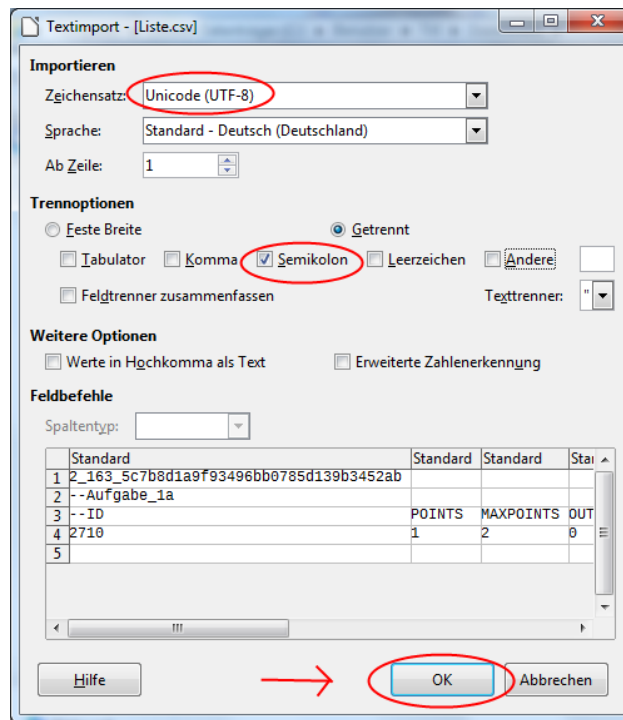 Textimport - [Liste.csv]
Importieren
Zeichensatz: Unicode (UTF-8)
Sprache: Standard - Deutsch (Deutschland)
Ab Zeile: 1
Trennoptionen
Feste Breite Getrennt
Tabulator Komma Semikolon Leerzeichen Andere
Feldtrenner zusammenfassen Texttrenner: "
Weitere Optionen
Werte in Hochkomma als Text Erweiterte Zahlenerkennung
Feldbefehle
Spaltentyp:
Standard Standard Standard Sta
1 2_163_5c7b8d1a9f93496bb0785d139b3452ab
2 --Aufgabe_1a
3 --ID POINTS MAXPOINTS OUT
4 2710 1 2 0
5
Hilfe OK Abbrechen